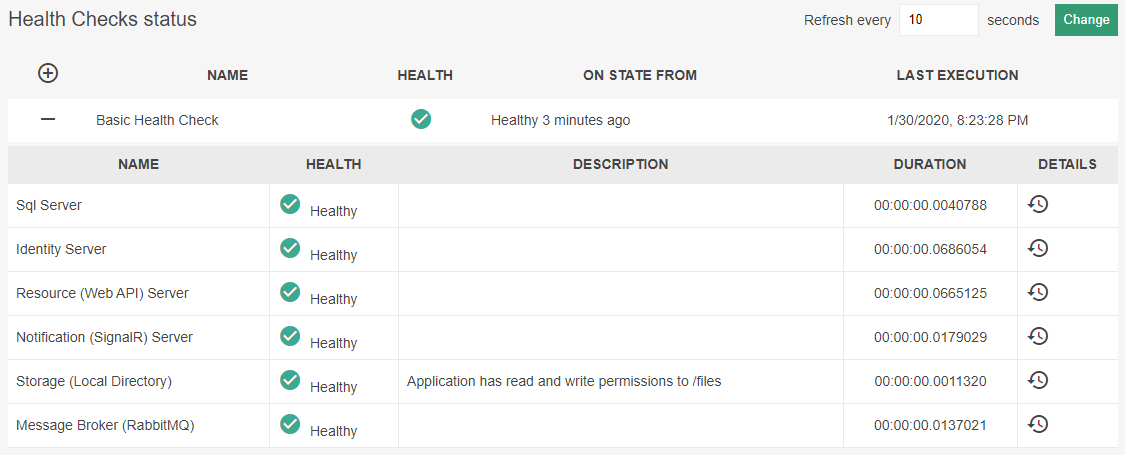 Health Checks status Refresh every 10 seconds Change
NAME HEALTH ON STATE FROM LAST EXECUTION
Basic Health Check Healthy 3 minutes ago 1/30/2020, 8:23:28 PM
NAME HEALTH DESCRIPTION DURATION DETAILS
Sql Server Healthy 00:00:00.0040788
Identity Server Healthy 00:00:00.0686054
Resource (Web API) Server Healthy 00:00:00.0665125
Notification (SignalR) Server Healthy 00:00:00.0179029
Storage (Local Directory) Healthy Application has read and write permissions to /files 00:00:00.0011320
Message Broker (RabbitMQ) Healthy 00:00:00.0137021